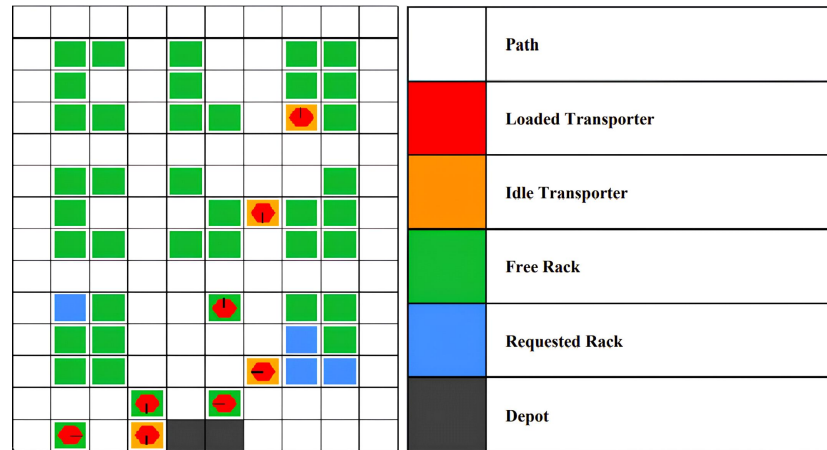 Path
Loaded Transporter
Idle Transporter
Free Rack
Requested Rack
Depot